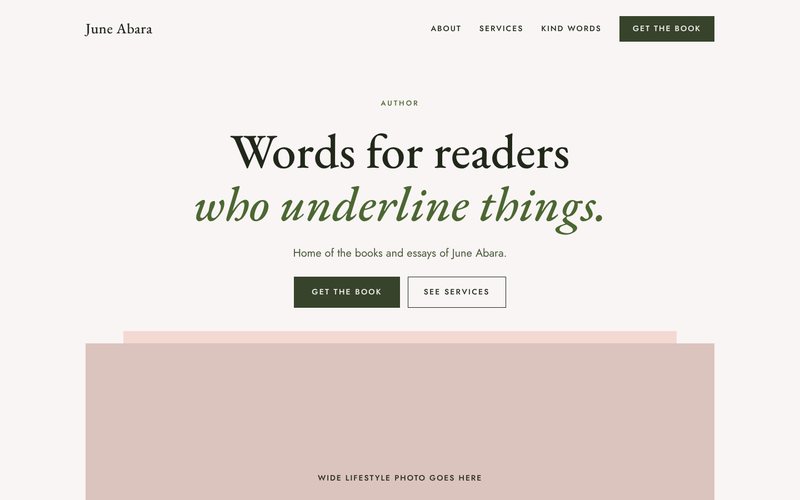 June Abara
ABOUT
SERVICES
KIND WORDS
GET THE BOOK
AUTHOR
Words for readers
who underline things.
Home of the books and essays of June Abara.
GET THE BOOK
SEE SERVICES
WIDE LIFESTYLE PHOTO GOES HERE